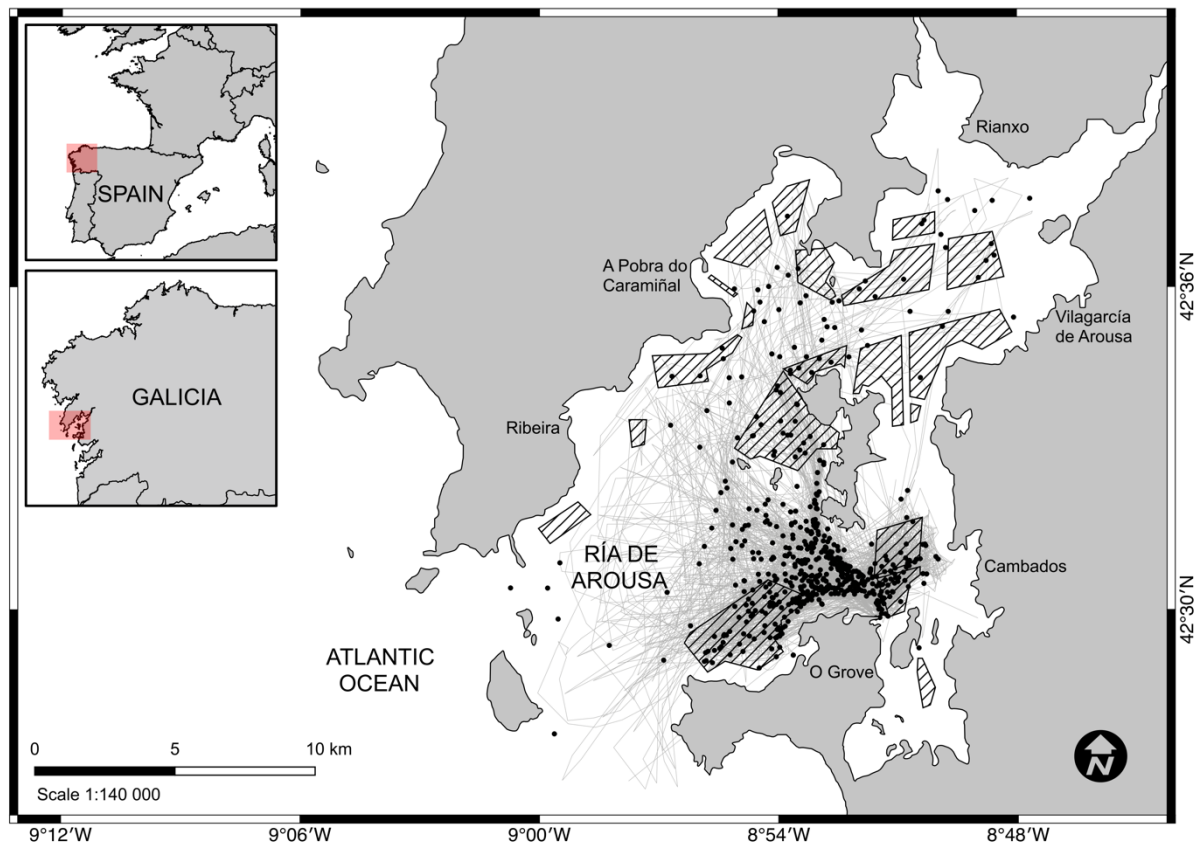 SPAIN
GALICIA
Rianxo
A Pobra do
Caramiñal
Vilagarcía
de Arousa
Ribeira
RÍA DE
AROUSA
Cambados
ATLANTIC
OCEAN
O Grove
0 5 10 km
Scale 1:140 000
N
42°36'N
42°30'N
9°12'W 9°06'W 9°00'W 8°54'W 8°48'W